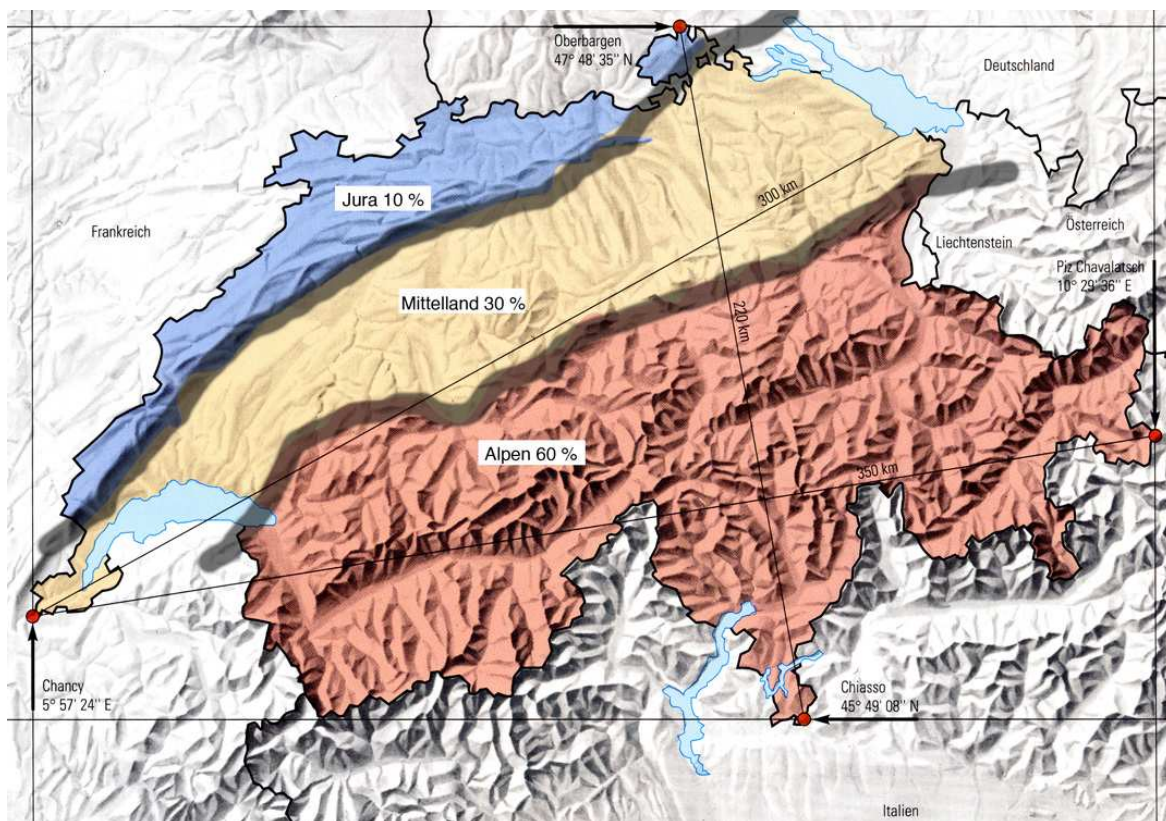 Oberbargen
47° 48' 35'' N
Deutschland
Jura 10 %
300 km
Frankreich
Österreich
Liechtenstein
Piz Chavalatsch
10° 29' 36'' E
Mittelland 30 %
220 km
Alpen 60 %
350 km
Chancy
5° 57' 24'' E
Chiasso
45° 49' 08'' N
Italien